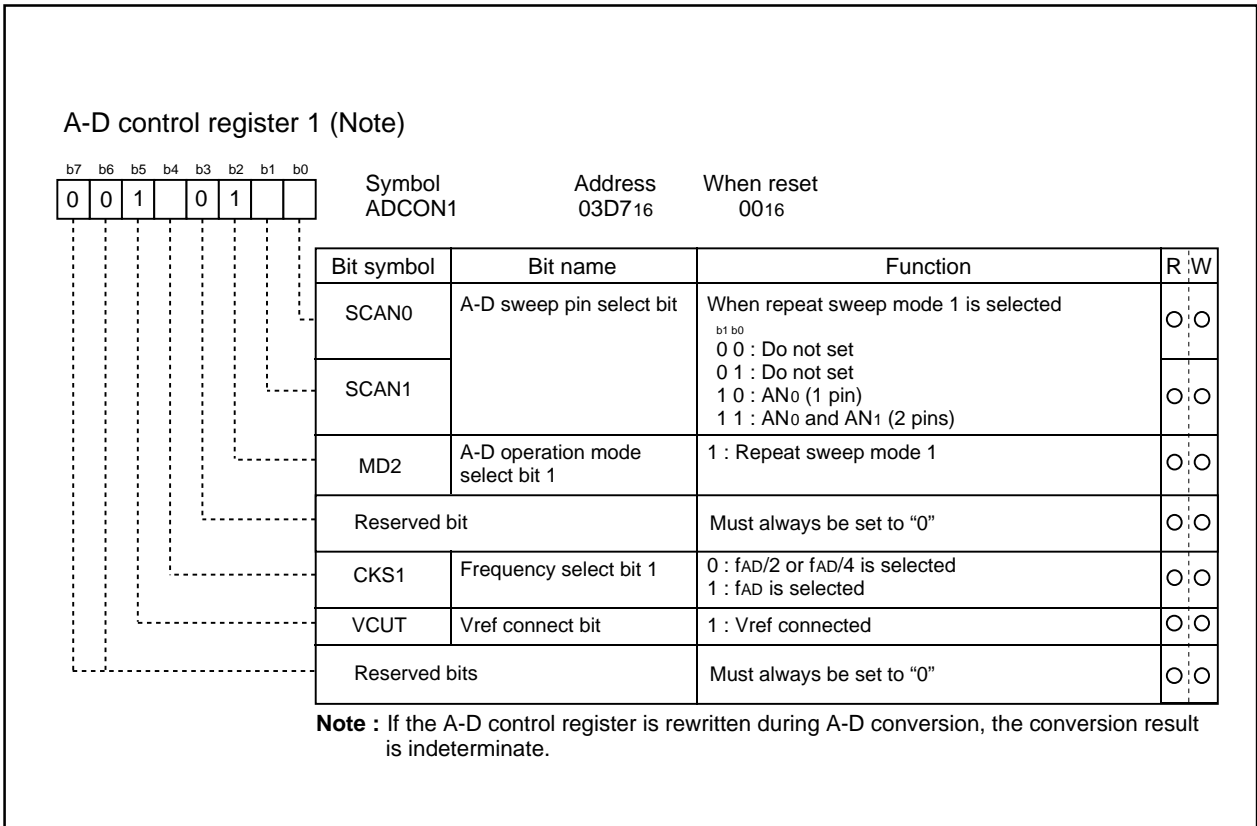 A-D control register 1 (Note)
b7 b6 b5 b4 b3 b2 b1 b0
0 0 1 0 1
Symbol Address When reset
ADCON1 03D716 0016
Bit symbol Bit name Function R W
SCAN0 A-D sweep pin select bit When repeat sweep mode 1 is selected
b1 b0
0 0 : Do not set
0 1 : Do not set
SCAN1
1 0 : AN0 (1 pin)
1 1 : AN0 and AN1 (2 pins)
MD2 A-D operation mode select bit 1 1 : Repeat sweep mode 1
Reserved bit Must always be set to “0”
CKS1 Frequency select bit 1 0 : fAD/2 or fAD/4 is selected
1 : fAD is selected
VCUT Vref connect bit 1 : Vref connected
Reserved bits Must always be set to “0”
Note : If the A-D control register is rewritten during A-D conversion, the conversion result
is indeterminate.